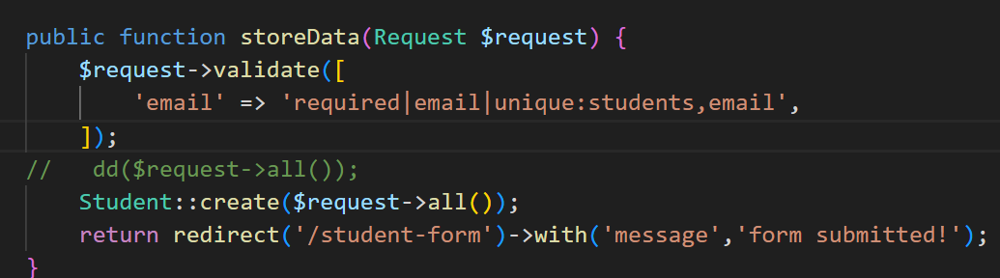 public function storeData(Request $request) {
$request->validate([
'email' => 'required|email|unique:students,email',
]);
//   dd($request->all());
Student::create($request->all());
return redirect('/student-form')->with('message','form submitted!');
}